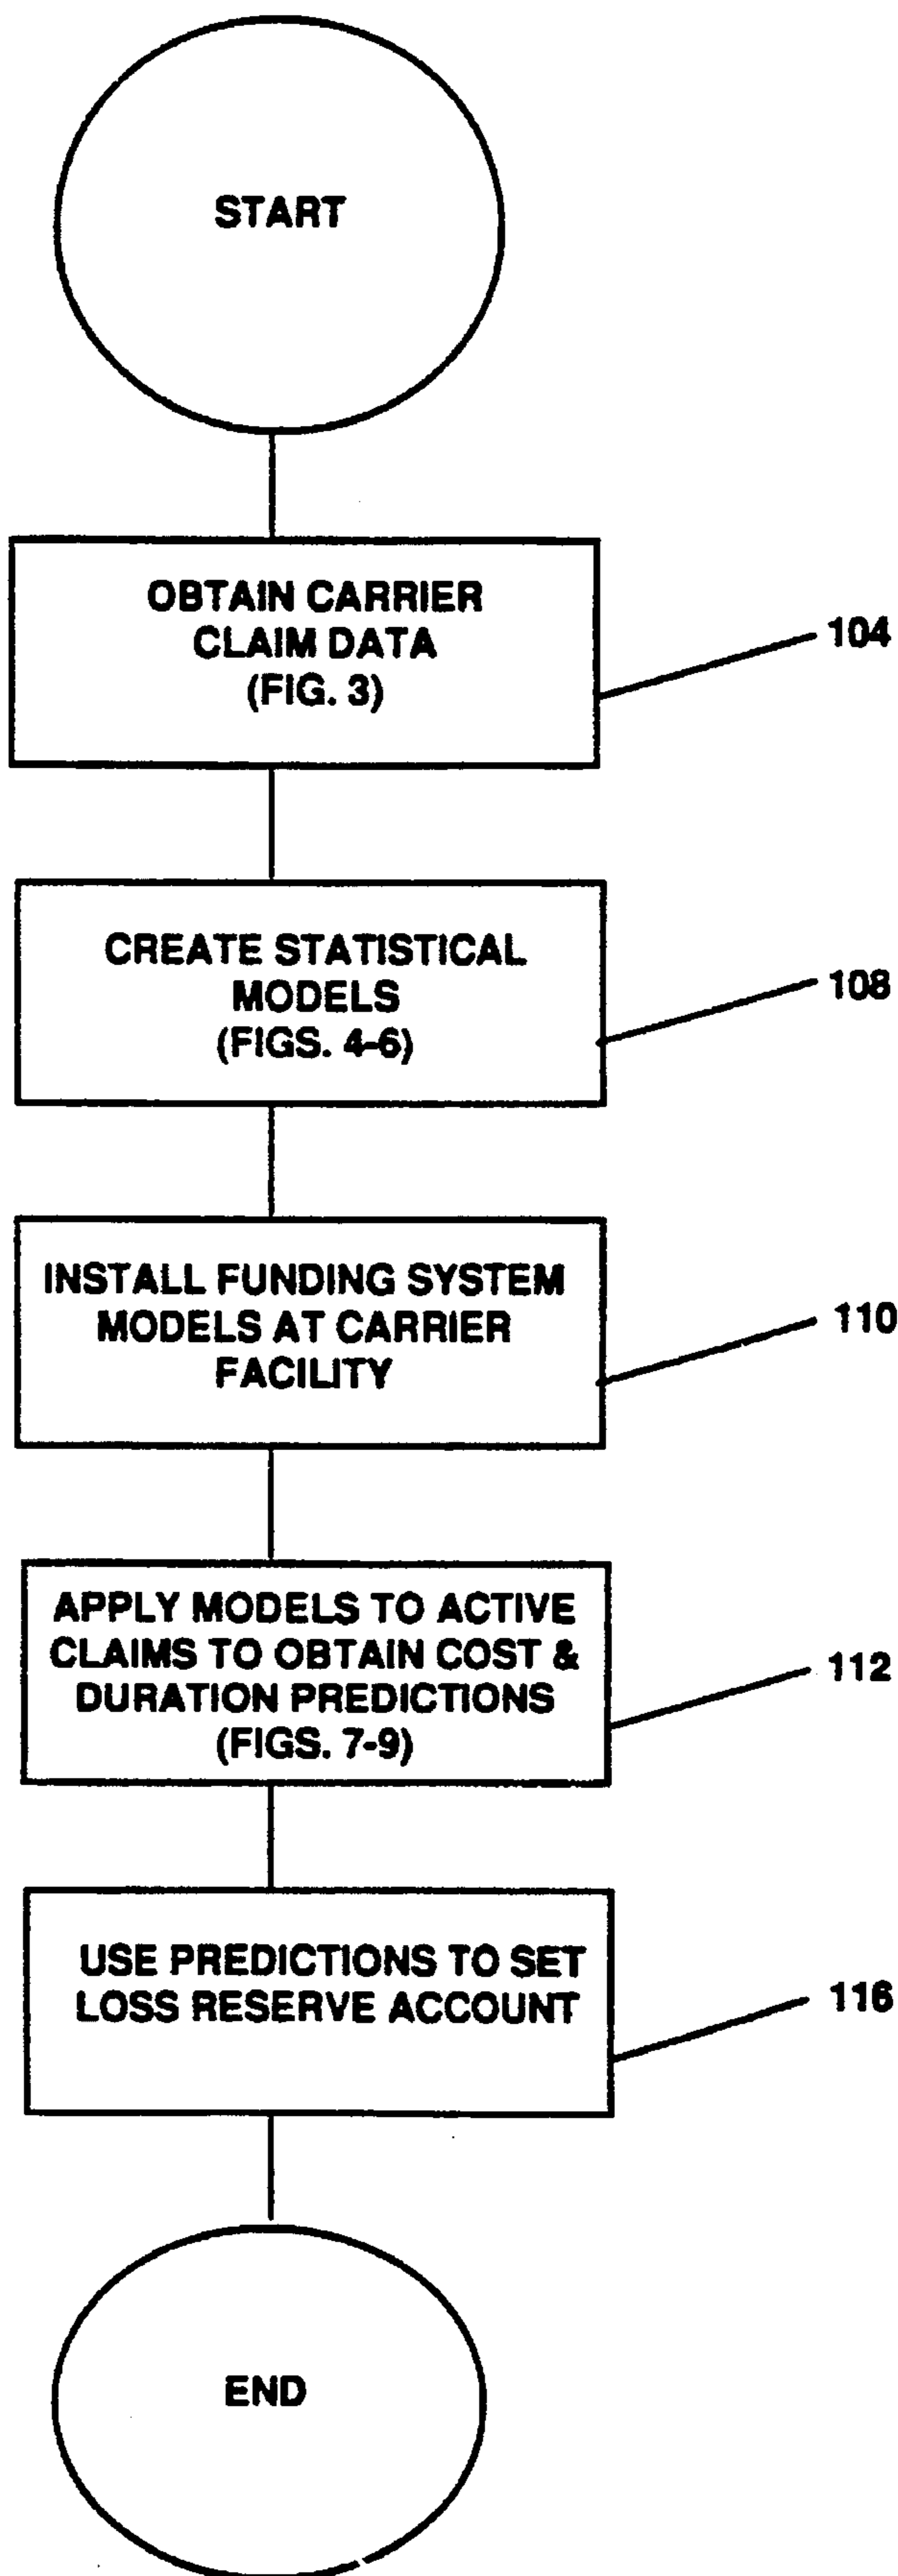 START
OBTAIN CARRIER
CLAIM DATA
(FIG. 3)
104
CREATE STATISTICAL
MODELS
(FIGS. 4-6)
108
INSTALL FUNDING SYSTEM
MODELS AT CARRIER
FACILITY
110
APPLY MODELS TO ACTIVE
CLAIMS TO OBTAIN COST &
DURATION PREDICTIONS
(FIGS. 7-9)
112
USE PREDICTIONS TO SET
LOSS RESERVE ACCOUNT
116
END